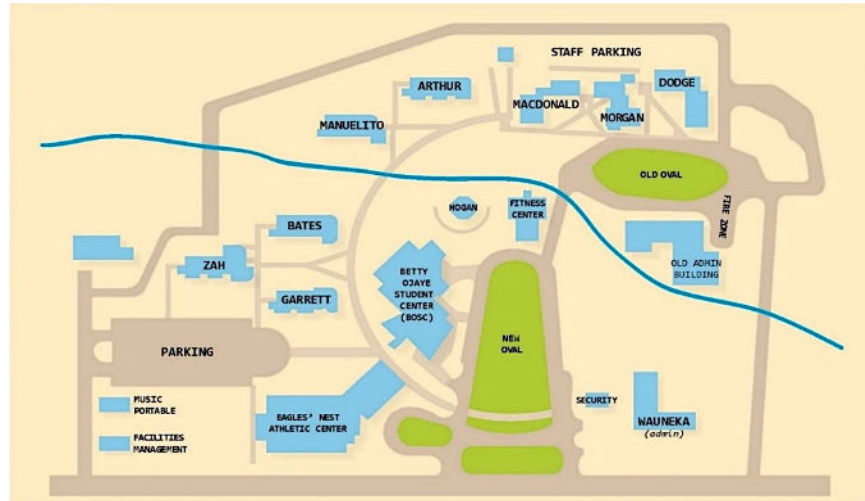 STAFF PARKING
ARTHUR
MACDONALD
DODGE
MORGAN
MANUELITO
OLD OVAL
HOGAN
FITNESS
CENTER
FIRE ZONE
BATES
ZAH
BETTY
OJAYE
STUDENT
CENTER
(BOSC)
OLD ADMIN
BUILDING
GARRETT
NEW
OVAL
PARKING
MUSIC
PORTABLE
EAGLES' NEST
ATHLETIC CENTER
SECURITY
WAUNEKA
(admin)
FACILITIES
MANAGEMENT